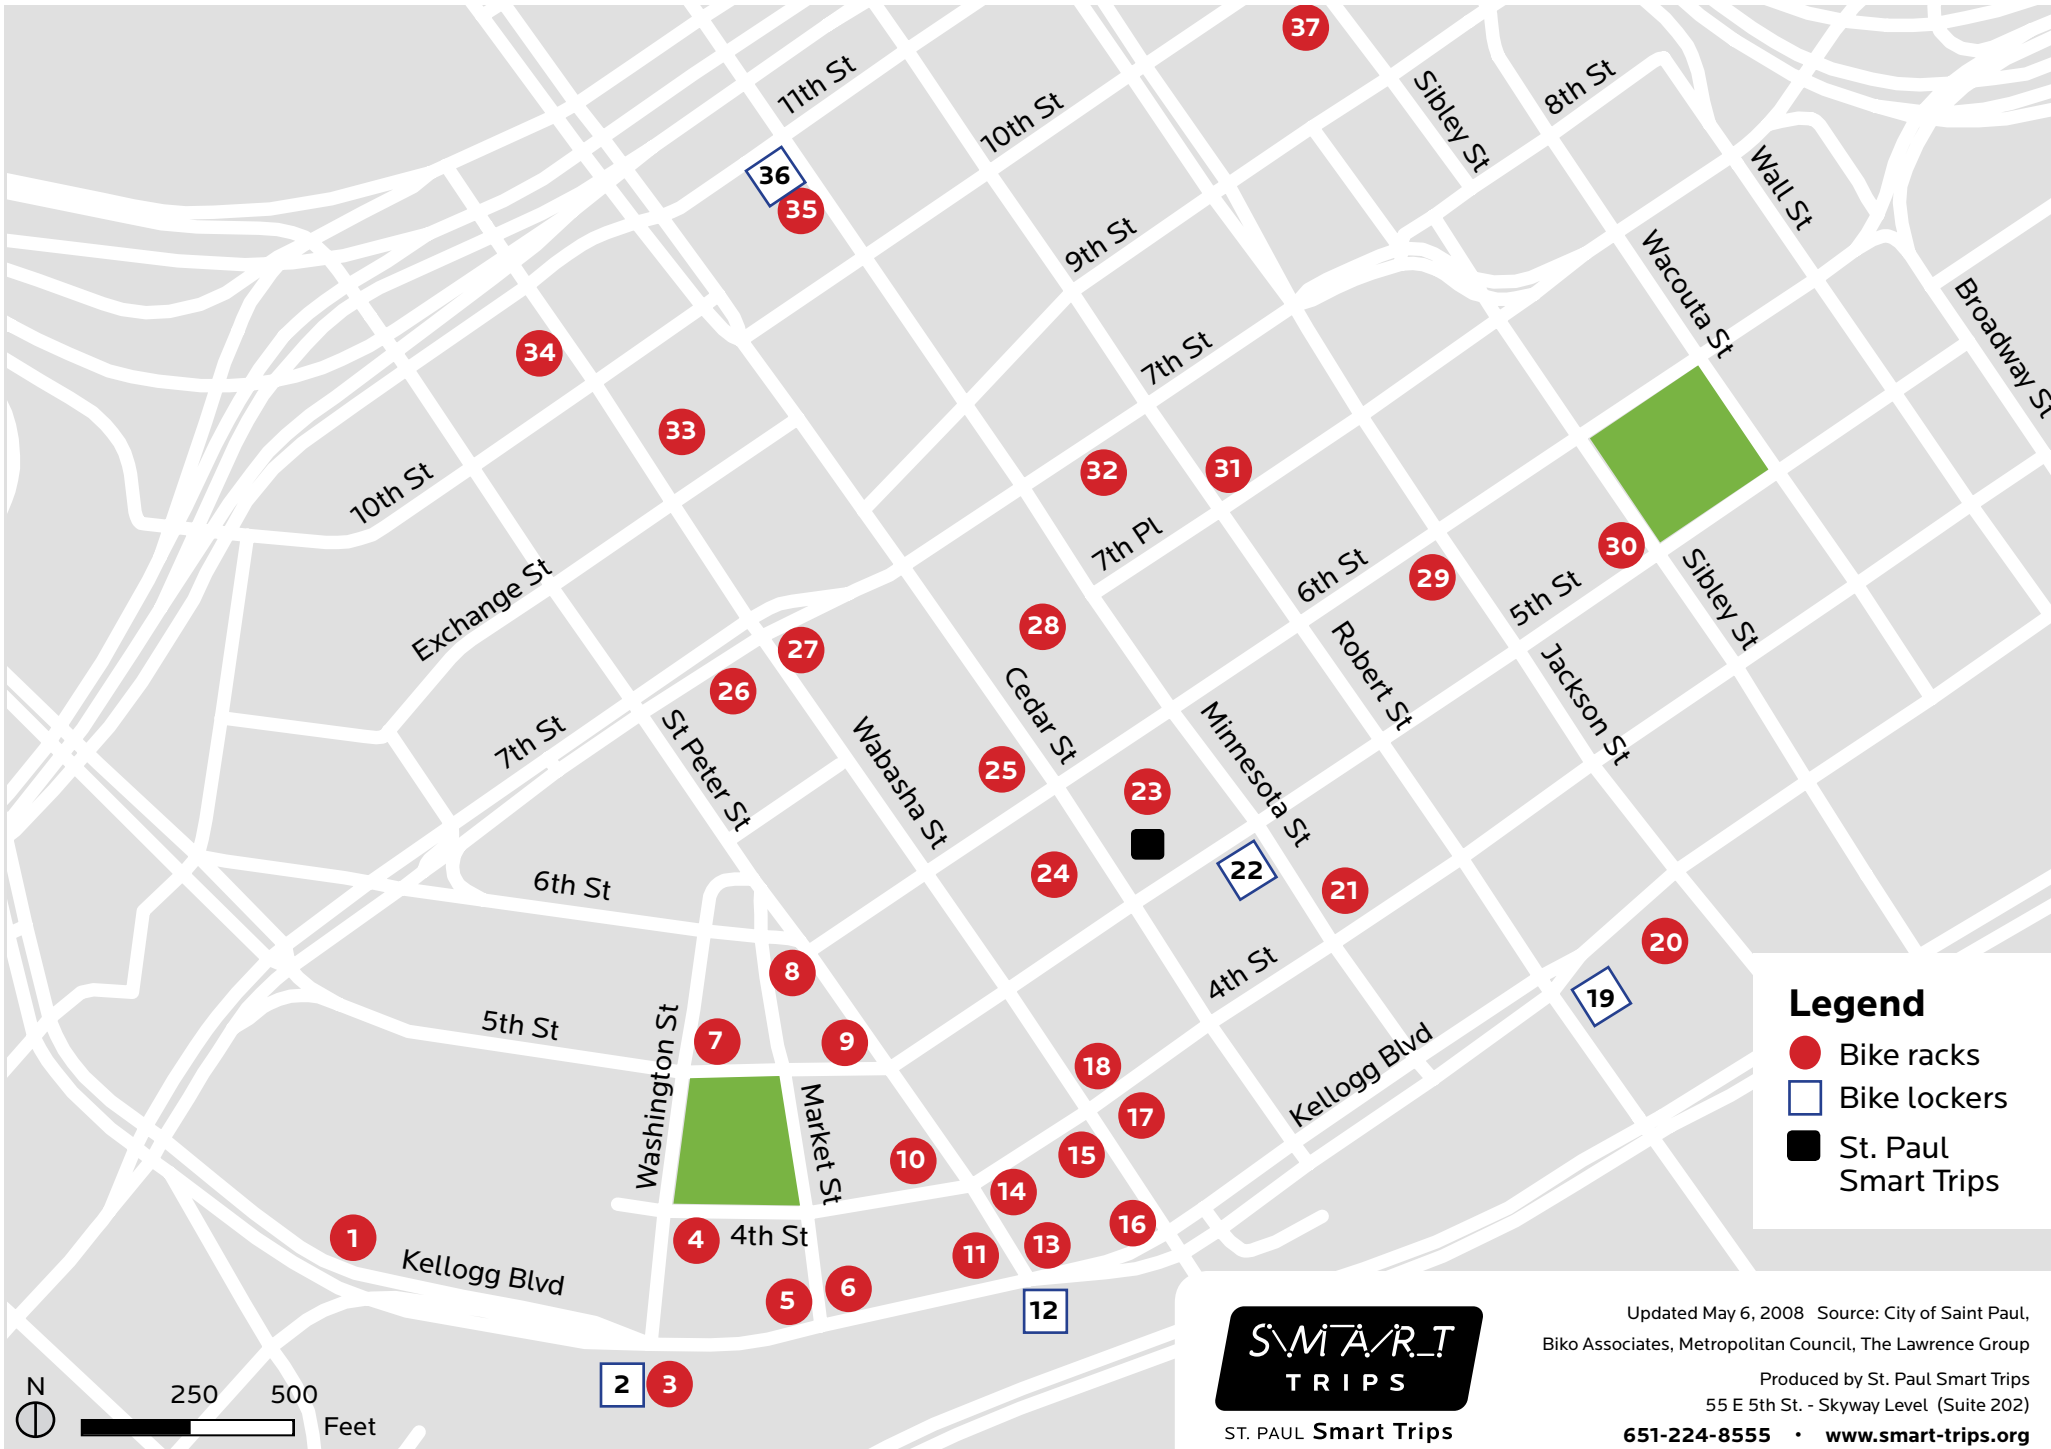 37
11th St
10th St
Sibley St
8th St
36
35
Wall St
9th St
Wacouta St
Broadway St
34
7th St
33
32
31
10th St
7th Pl
30
6th St
29
5th St
Sibley St
Exchange St
28
27
26
Cedar St
Robert St
Jackson St
7th St
St Peter St
Wabasha St
25
Minnesota St
23
24
22
21
6th St
20
8
4th St
19
5th St
Washington St
7
9
18
Kellogg Blvd
Market St
17
10
15
14
16
1
4
4th St
11
13
Kellogg Blvd
5
6
12
2
3
Legend
Bike racks
Bike lockers
St. Paul
Smart Trips
N
250 500
Feet
SMART
TRIPS
ST. PAUL Smart Trips
Updated May 6, 2008 Source: City of Saint Paul,
Biko Associates, Metropolitan Council, The Lawrence Group
Produced by St. Paul Smart Trips
55 E 5th St. - Skyway Level (Suite 202)
651-224-8555 • www.smart-trips.org